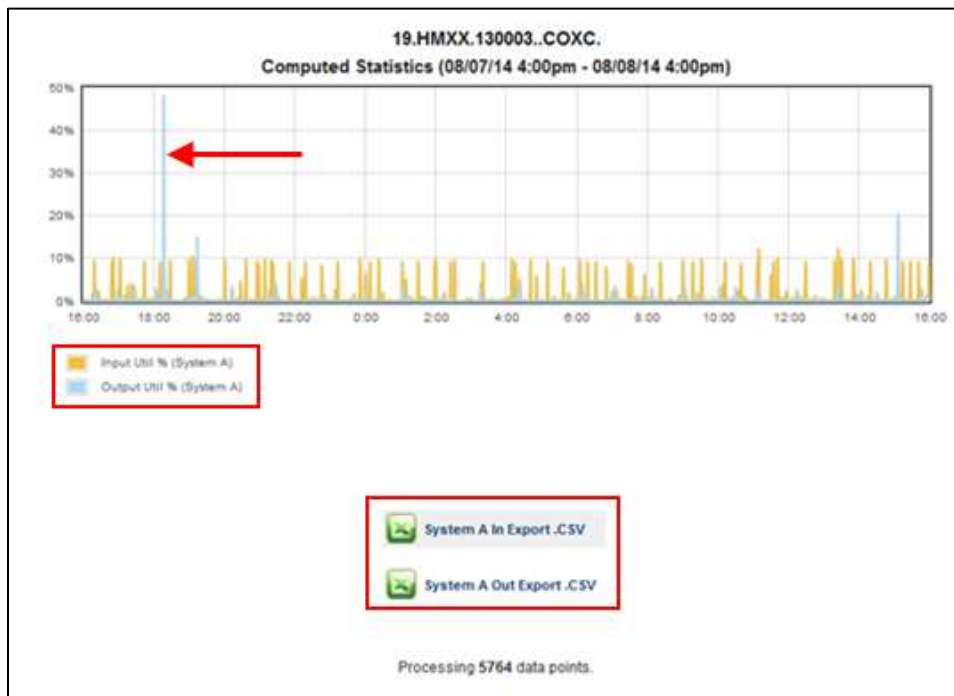 19.HMXX.130003..COXC.
Computed Statistics (08/07/14 4:00pm - 08/08/14 4:00pm)
50%
40%
30%
20%
10%
0%
16:00 18:00 20:00 22:00 0:00 2:00 4:00 6:00 8:00 10:00 12:00 14:00 16:00
Input Util % (System A)
Output Util % (System A)
System A In Export .CSV
System A Out Export .CSV
Processing 5764 data points.